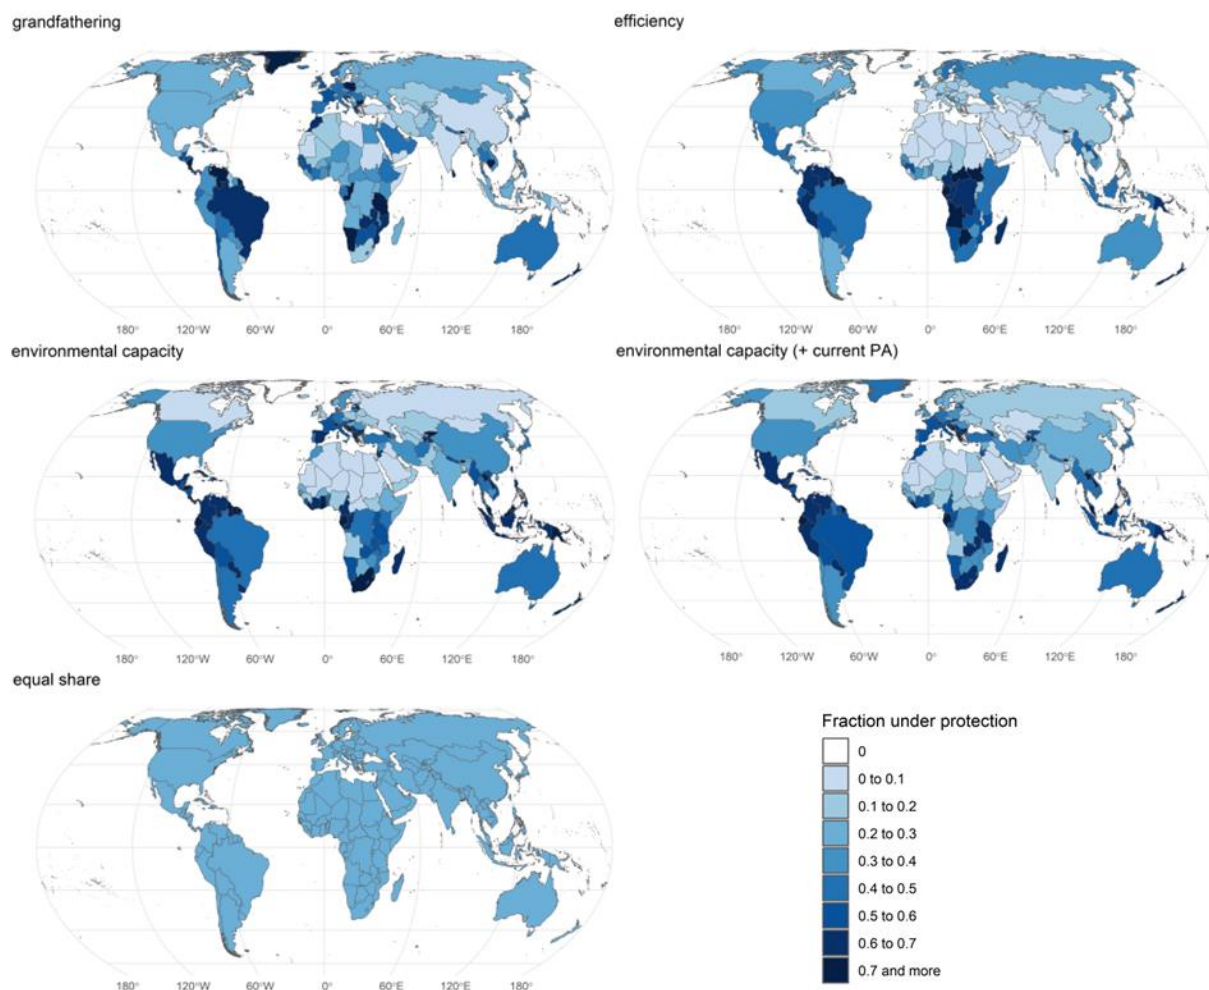 grandfathering
efficiency
180° 120°W 60°W 0° 60°E 120°E 180°
180° 120°W 60°W 0° 60°E 120°E 180°
environmental capacity
environmental capacity (+ current PA)
180° 120°W 60°W 0° 60°E 120°E 180°
180° 120°W 60°W 0° 60°E 120°E 180°
equal share
Fraction under protection
0
0 to 0.1
0.1 to 0.2
0.2 to 0.3
0.3 to 0.4
0.4 to 0.5
0.5 to 0.6
0.6 to 0.7
0.7 and more
180° 120°W 60°W 0° 60°E 120°E 180°